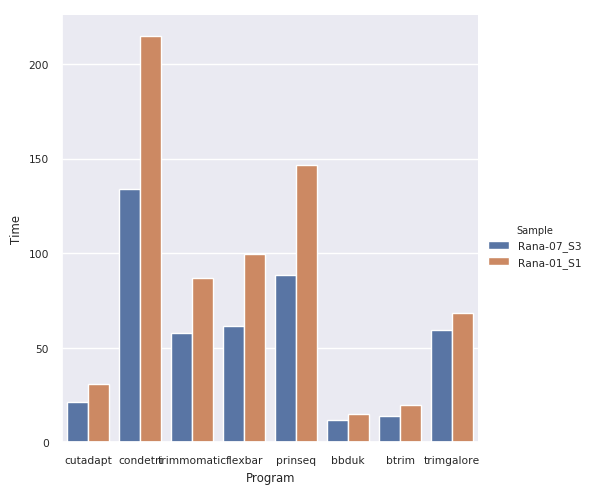 200
150
100
50
0
Time
cutadapt condetri trimmomatic flexbar prinseq bbduk btrim trimgalore
Program
Sample
Rana-07_S3
Rana-01_S1